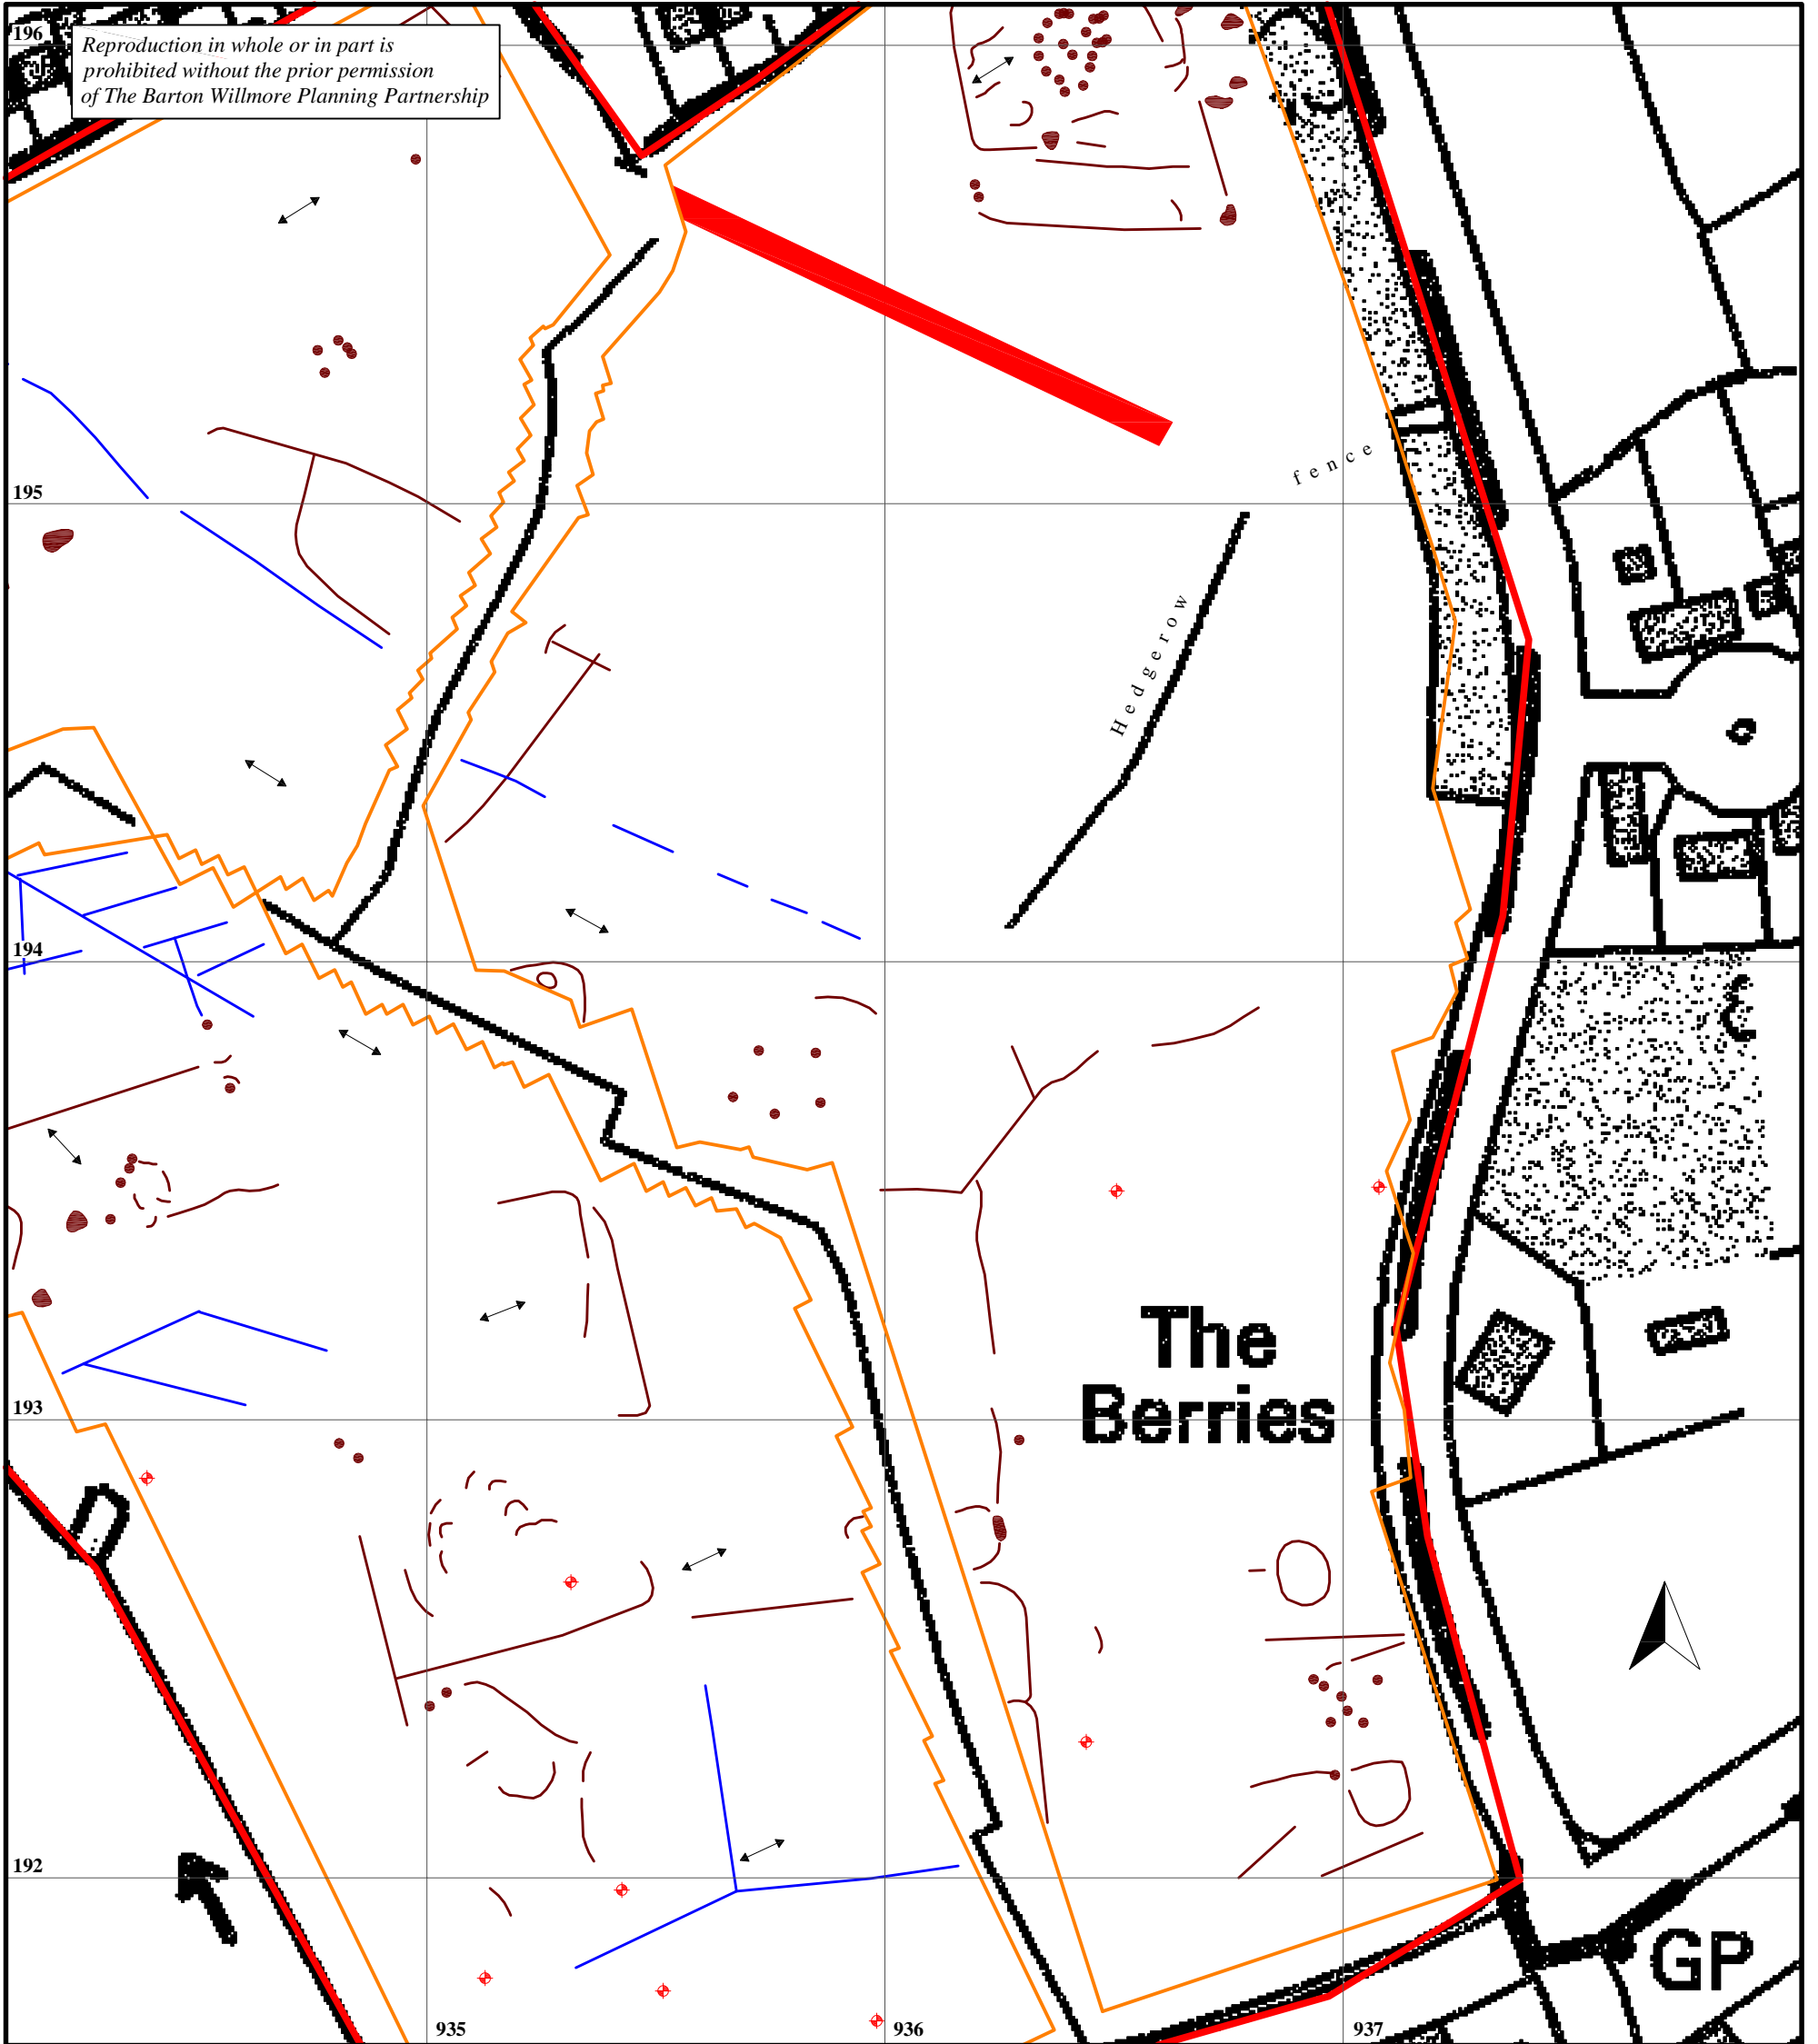 196
Reproduction in whole or in part is
prohibited without the prior permission
of The Barton Willmore Planning Partnership
fence
195
Hedgerow
194
The
Berries
193
192
GP
935
936
937